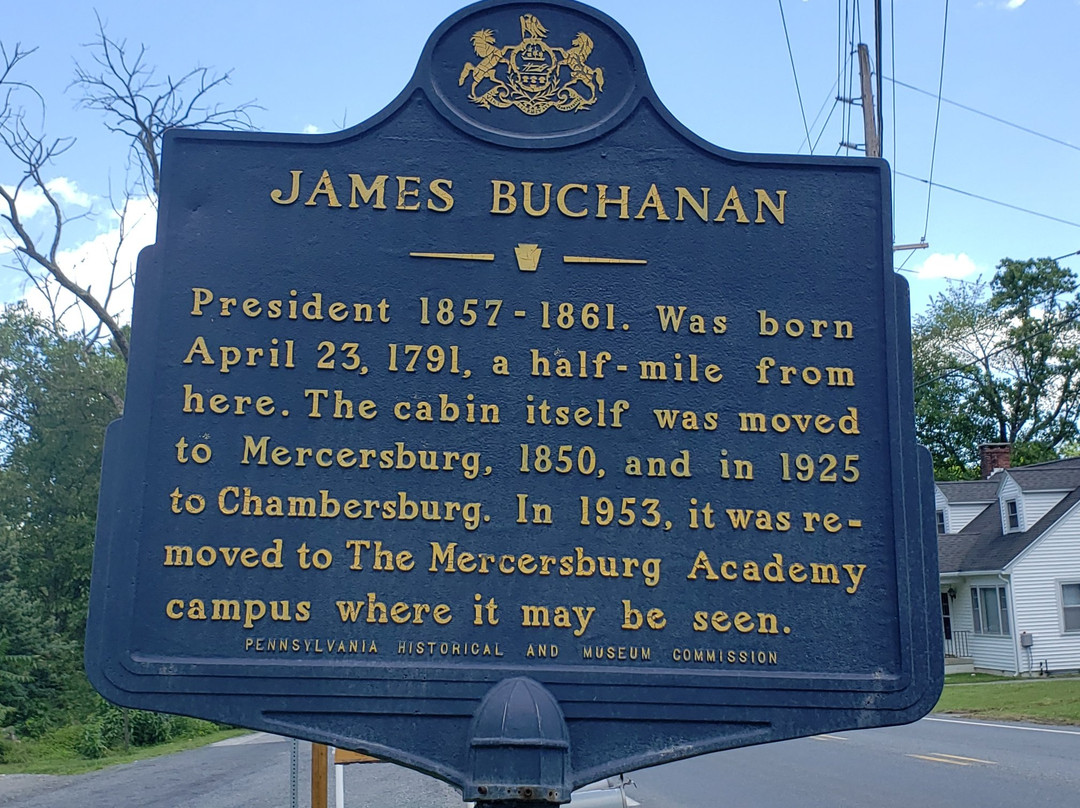 JAMES BUCHANAN
President 1857-1861. Was born
April 23, 1791, a half-mile from
here. The cabin itself was moved
to Mercersburg, 1850, and in 1925
to Chambersburg. In 1953, it was re-
moved to The Mercersburg Academy
campus where it may be seen.
PENNSYLVANIA HISTORICAL AND MUSEUM COMMISSION